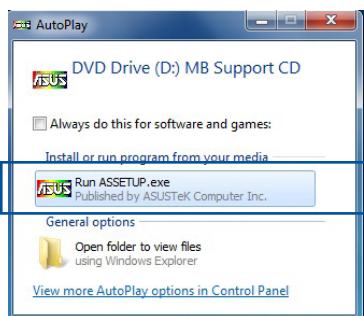 AutoPlay
DVD Drive (D:) MB Support CD
ASUS
Always do this for software and games:
Install or run program from your media
ASUS
Run ASSETUP.exe
Published by ASUSTeK Computer Inc.
General options
Open folder to view files
using Windows Explorer
View more AutoPlay options in Control Panel